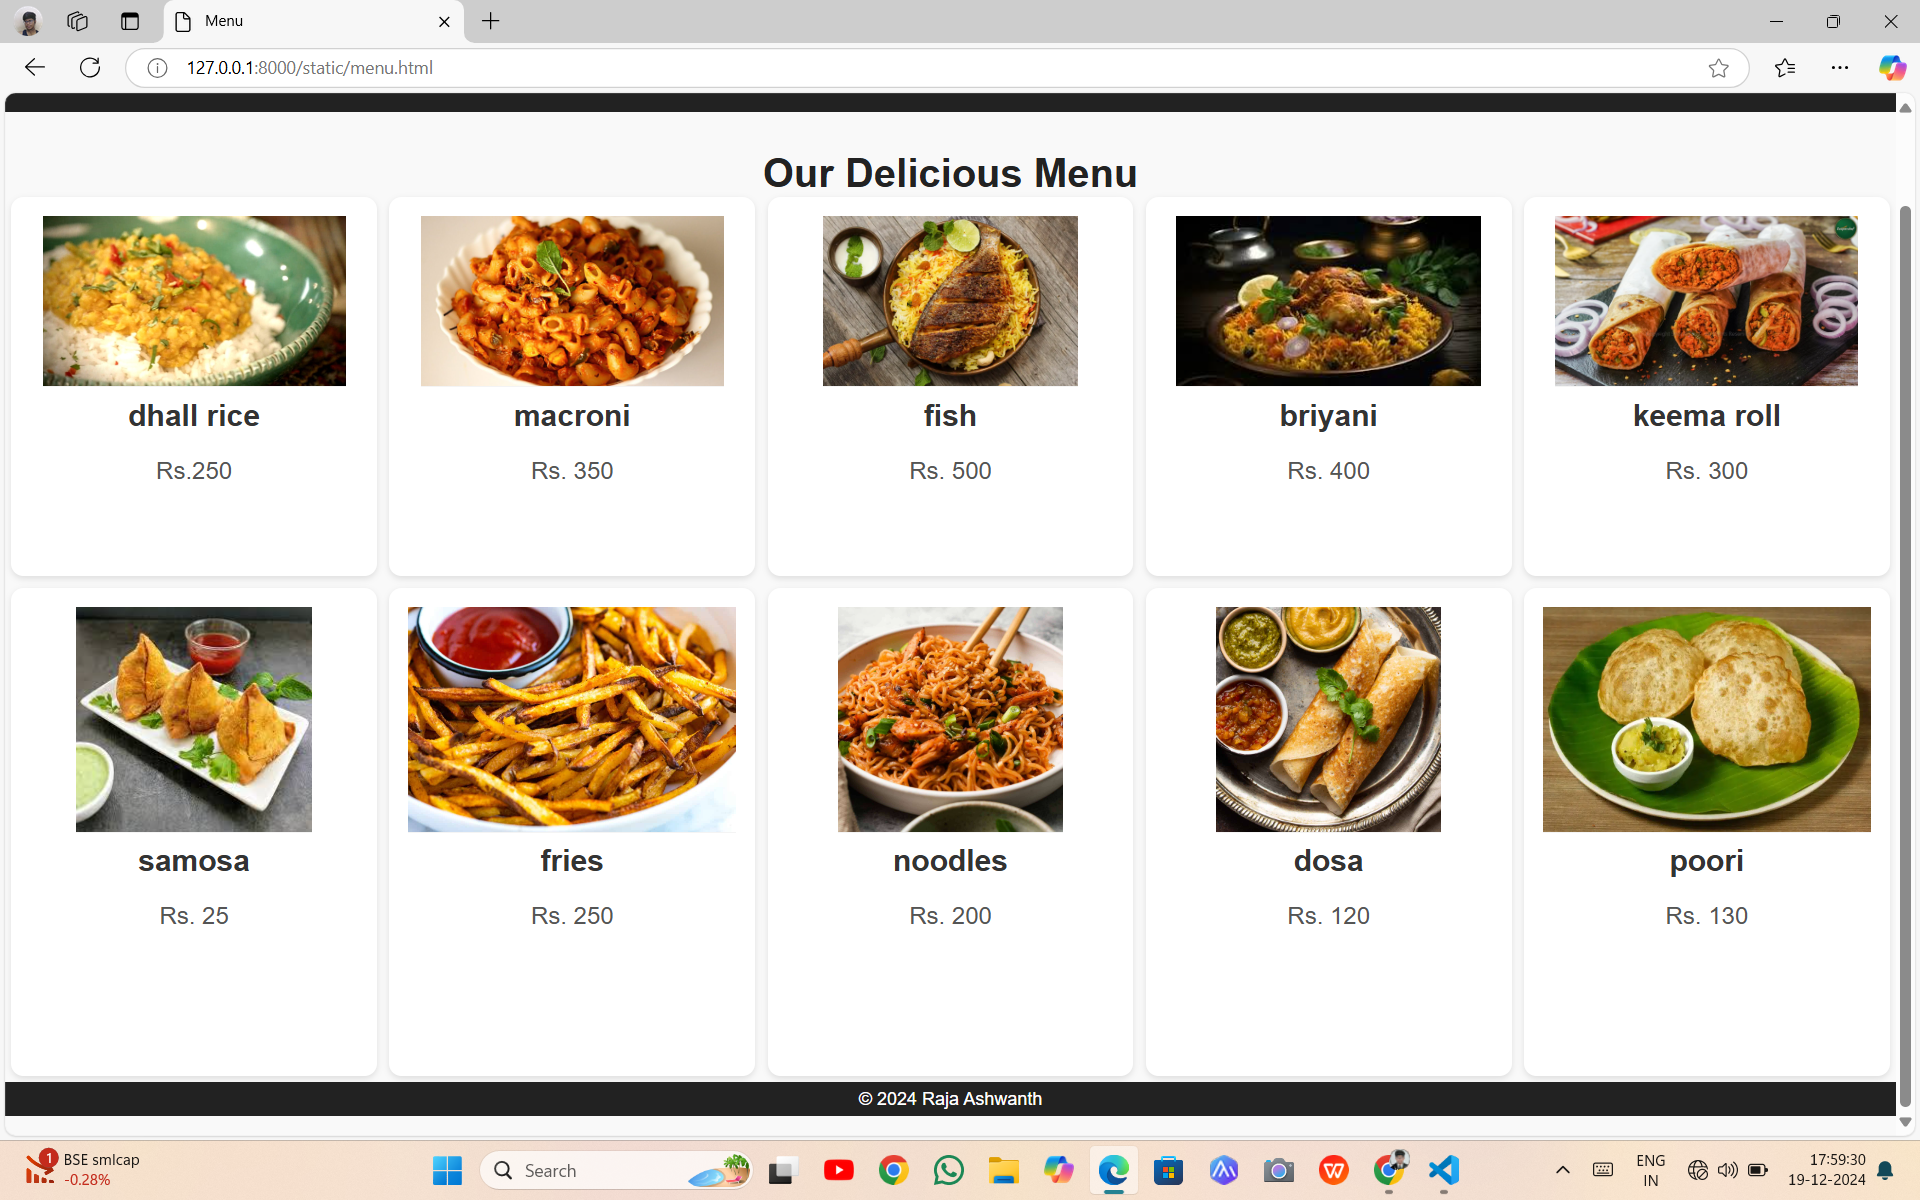 Menu
127.0.0.1:8000/static/menu.html
Our Delicious Menu
dhall rice
Rs.250
macroni
Rs. 350
fish
Rs. 500
briyani
Rs. 400
keema roll
Rs. 300
samosa
Rs. 25
fries
Rs. 250
noodles
Rs. 200
dosa
Rs. 120
poori
Rs. 130
© 2024 Raja Ashwanth
1
BSE smlcap
-0.28%
Search
ENG
IN
17:59:30
19-12-2024